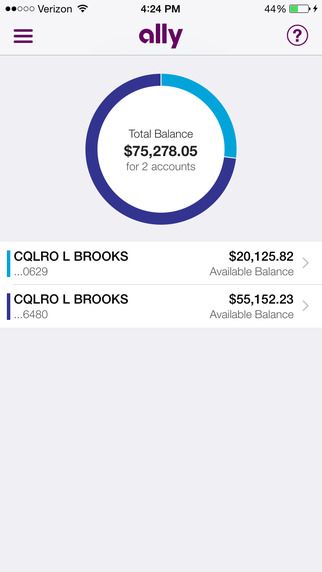 Verizon 4:24 PM 44%
ally
?
Total Balance
$75,278.05
for 2 accounts
CQLRO L BROOKS $20,125.82
...0629 Available Balance
CQLRO L BROOKS $55,152.23
...6480 Available Balance